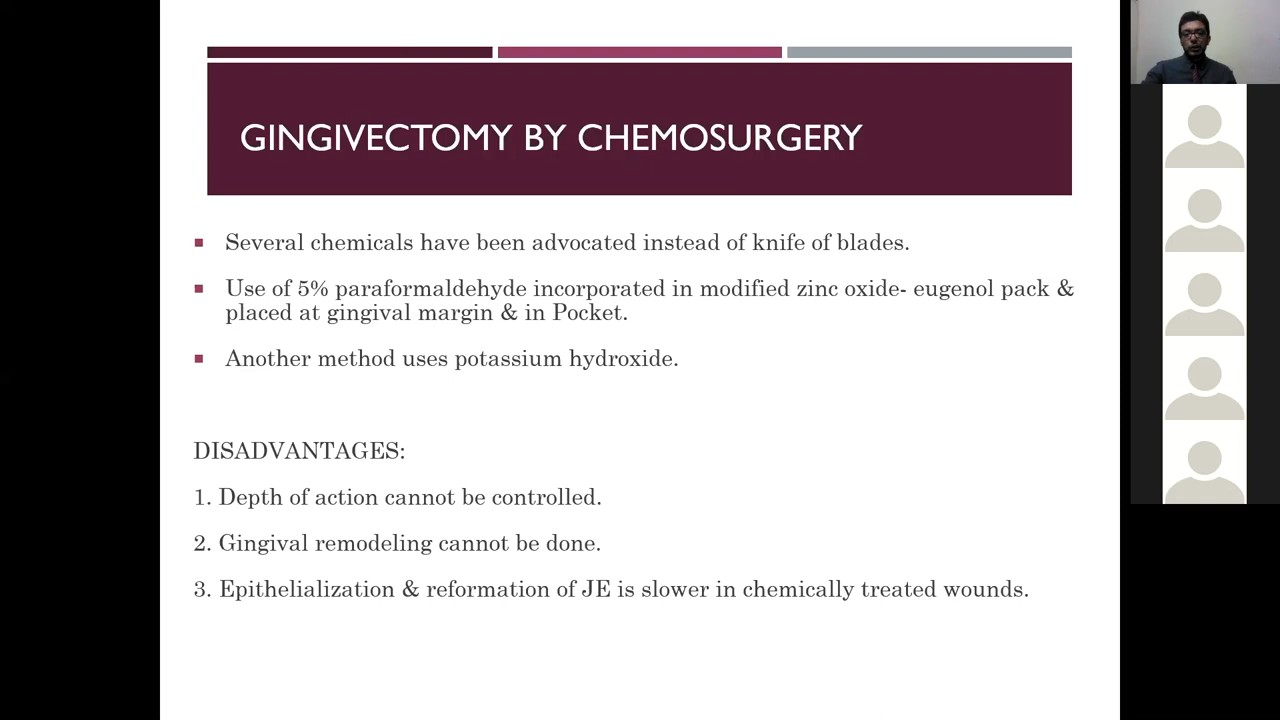 GINGIVECTOMY BY CHEMOSURGERY
Several chemicals have been advocated instead of knife of blades.
Use of 5% paraformaldehyde incorporated in modified zinc oxide- eugenol pack &
placed at gingival margin & in Pocket.
Another method uses potassium hydroxide.
DISADVANTAGES:
1. Depth of action cannot be controlled.
2. Gingival remodeling cannot be done.
3. Epithelialization & reformation of JE is slower in chemically treated wounds.